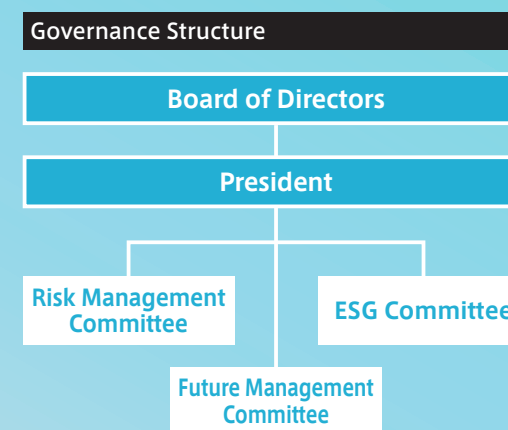 Governance Structure
Board of Directors
President
Risk Management
Committee
ESG Committee
Future Management
Committee